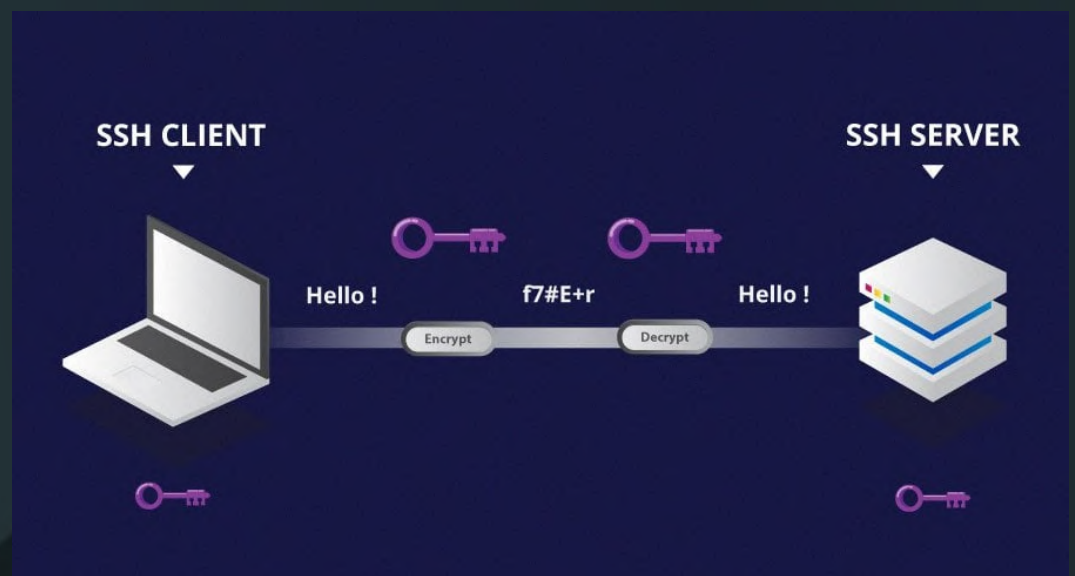 SSH CLIENT
SSH SERVER
Hello !
f7#E+r
Hello !
Encrypt
Decrypt